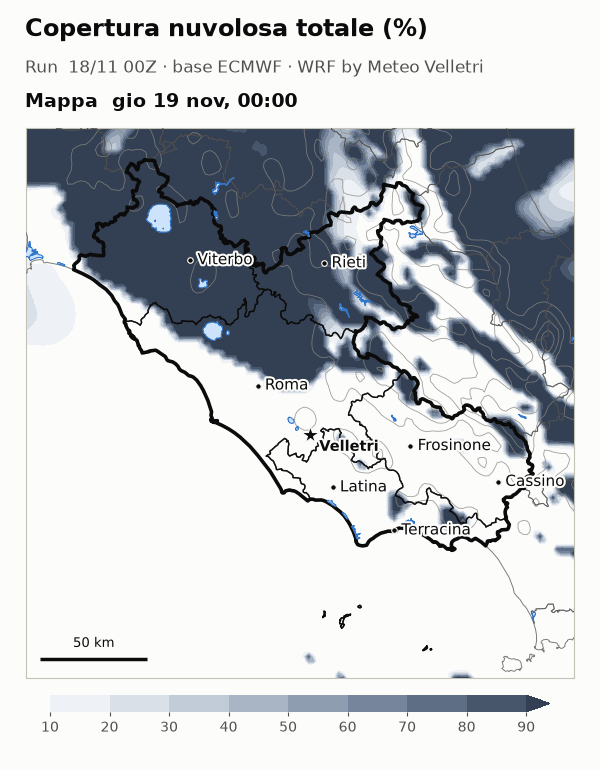 Copertura nuvolosa totale (%)
Run 18/11 00Z · base ECMWF · WRF by Meteo Velletri
Mappa gio 19 nov, 00:00
Viterbo
Rieti
Roma
Velletri
Frosinone
Latina
Cassino
Terracina
50 km
10 20 30 40 50 60 70 80 90